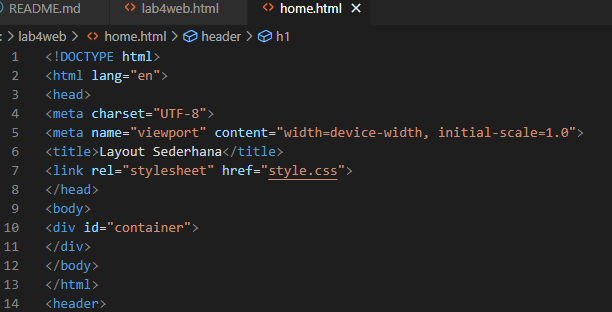 README.md lab4web.html home.html
: > lab4web > home.html > header > h1
1 <!DOCTYPE html>
2 <html lang="en">
3 <head>
4 <meta charset="UTF-8">
5 <meta name="viewport" content="width=device-width, initial-scale=1.0">
6 <title>Layout Sederhana</title>
7 <link rel="stylesheet" href="style.css">
8 </head>
9 <body>
10 <div id="container">
11 </div>
12 </body>
13 </html>
14 <header>